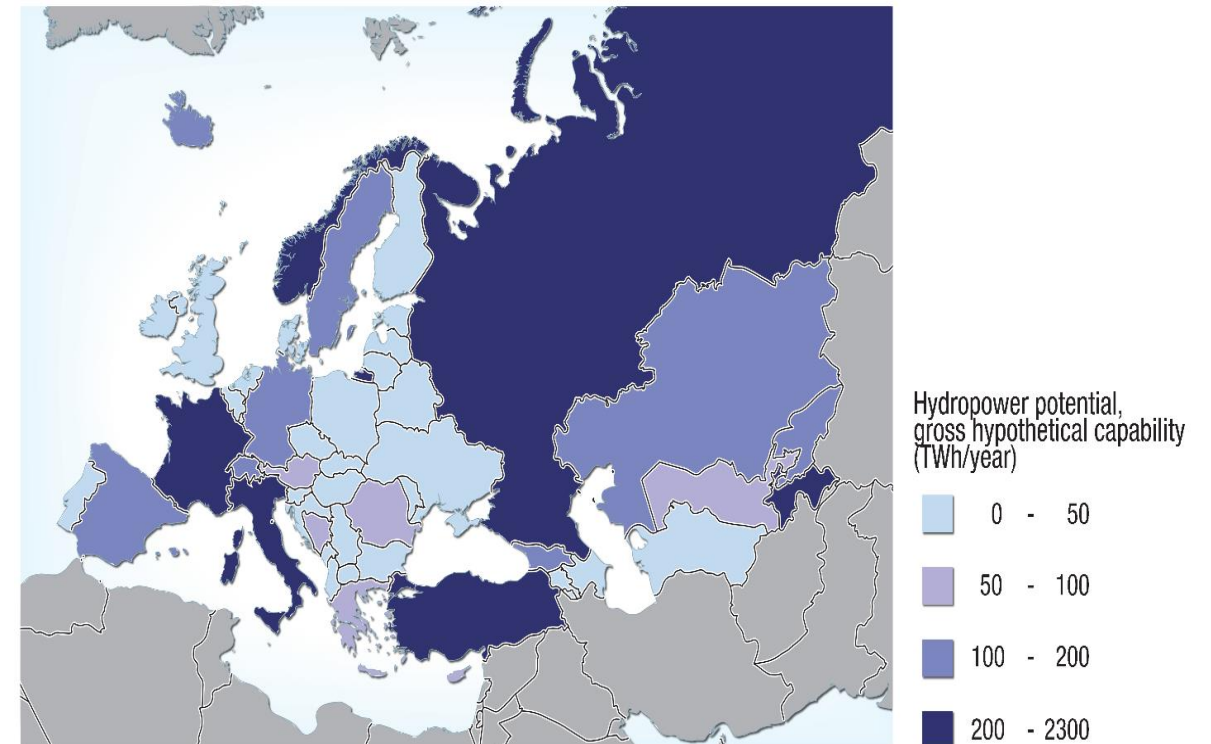 Hydropower potential,
gross hypothetical capability
(TWh/year)
0 - 50
50 - 100
100 - 200
200 - 2300